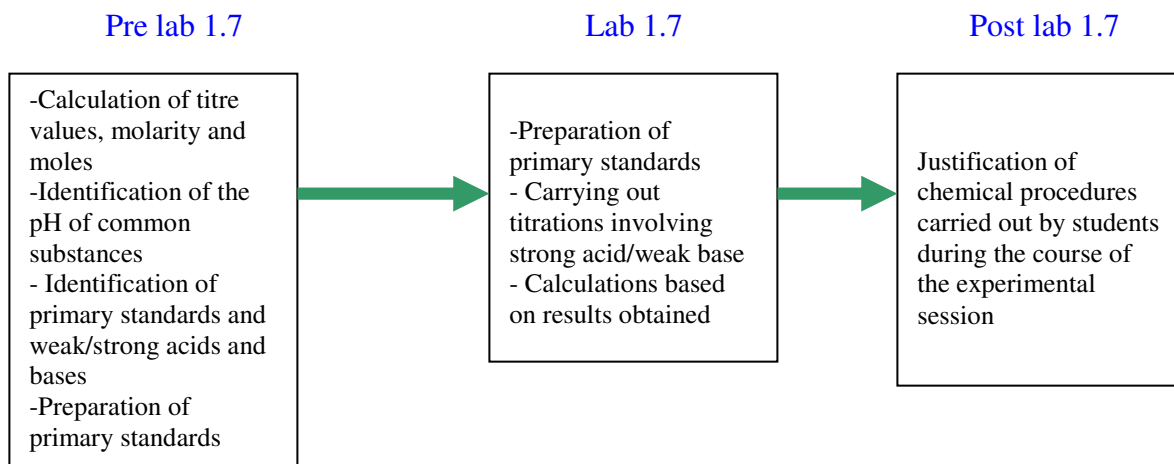 Pre lab 1.7
-Calculation of titre
values, molarity and
moles
-Identification of the
pH of common
substances
- Identification of
primary standards and
weak/strong acids and
bases
-Preparation of
primary standards
Lab 1.7
-Preparation of
primary standards
- Carrying out
titrations involving
strong acid/weak base
- Calculations based
on results obtained
Post lab 1.7
Justification of
chemical procedures
carried out by students
during the course of
the experimental
session